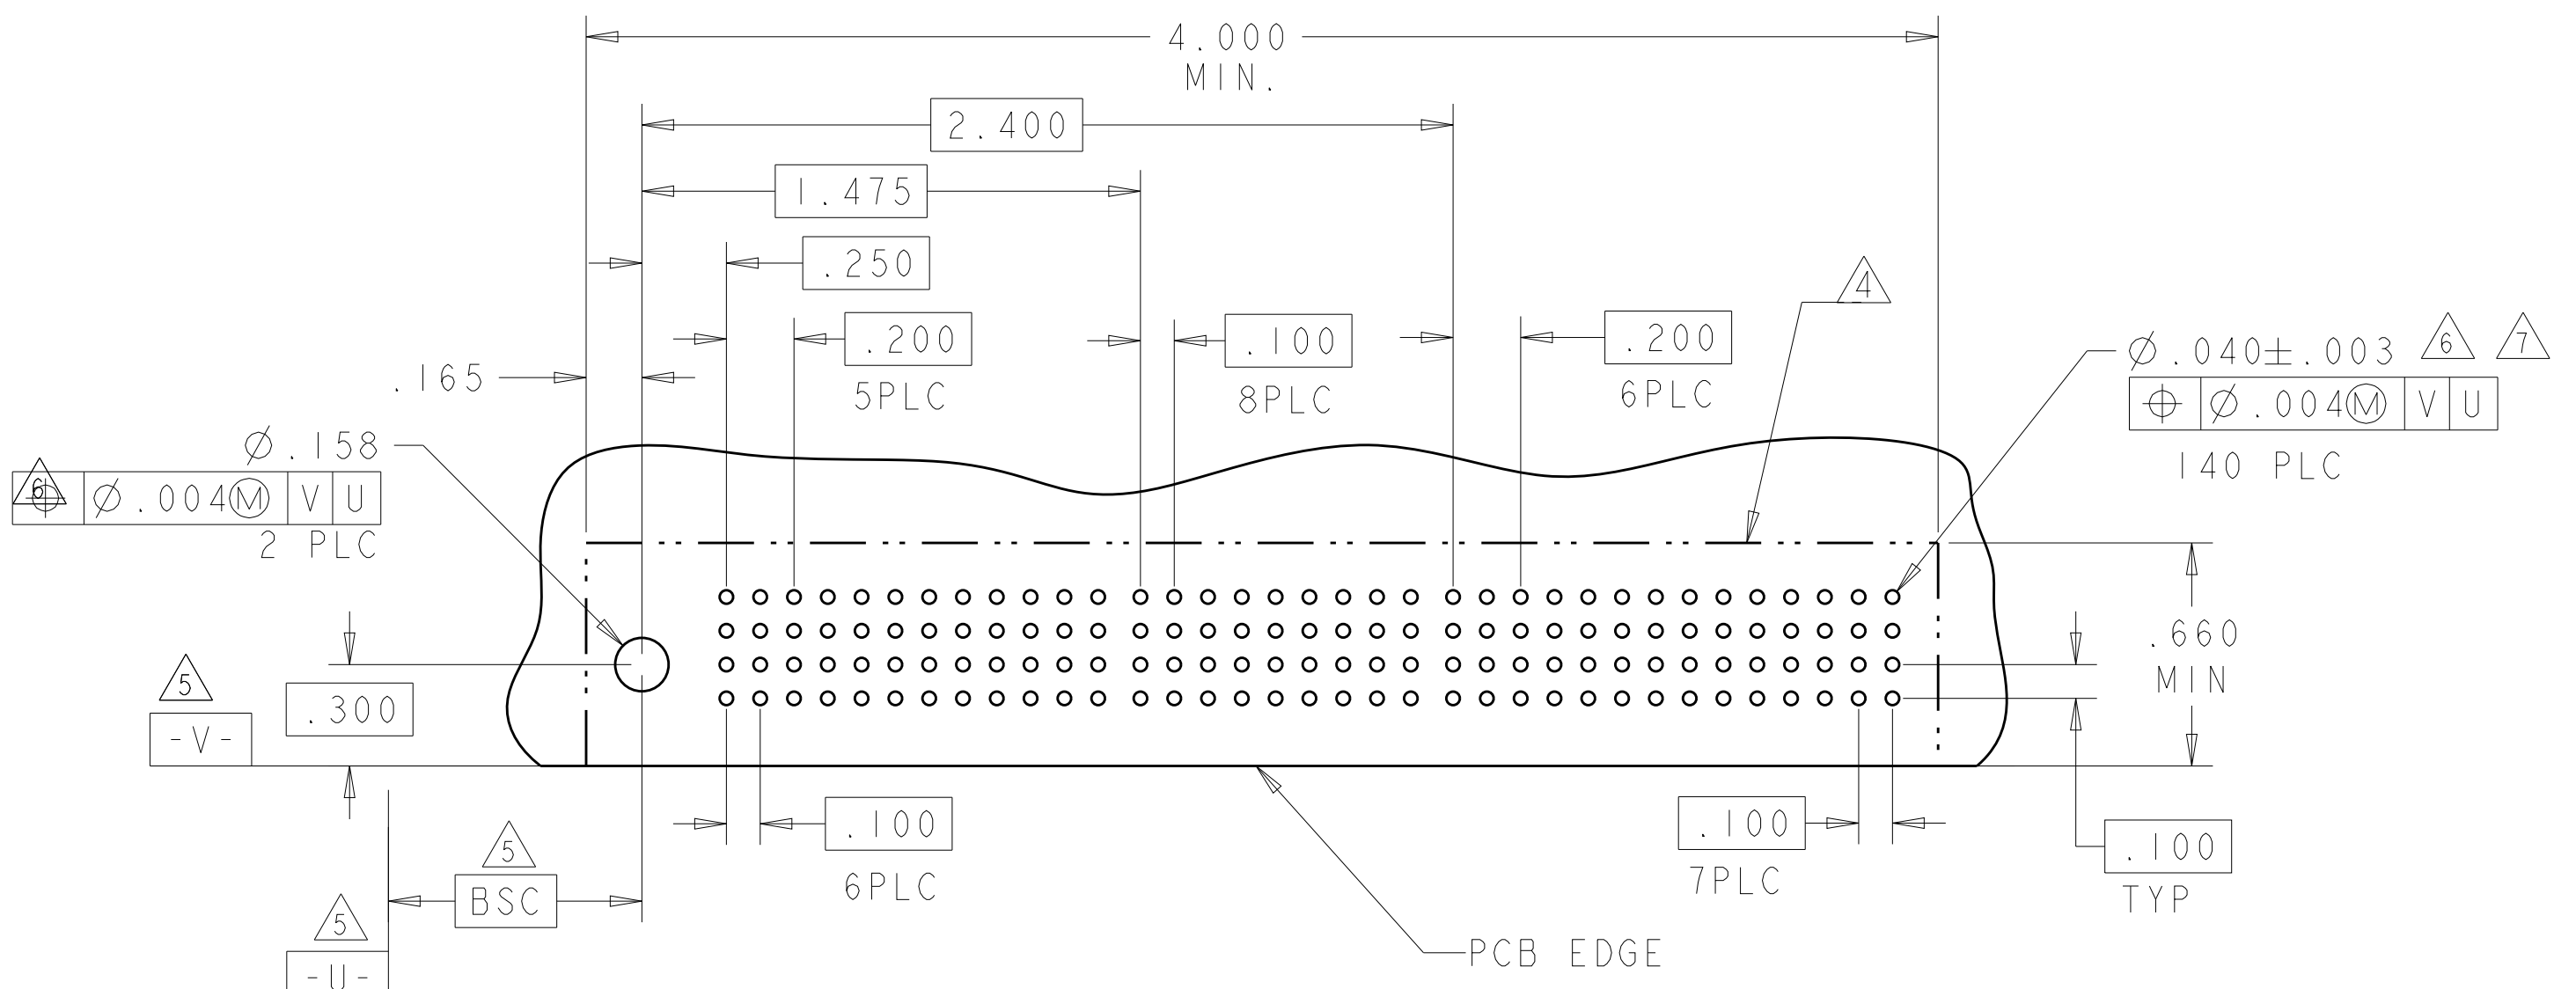 4.000
MIN.
2.400
1.475
.250
.200
5PLC
.100
8PLC
.200
6PLC
4
.165
Ø.040±.003 6 7
⌖ Ø.004Ⓜ V U
140 PLC
Ø.158
6 ⌖ Ø.004Ⓜ V U
2 PLC
.660
MIN
5
-V-
.300
.100
6PLC
.100
7PLC
.100
TYP
5
BSC
5
-U-
PCB EDGE